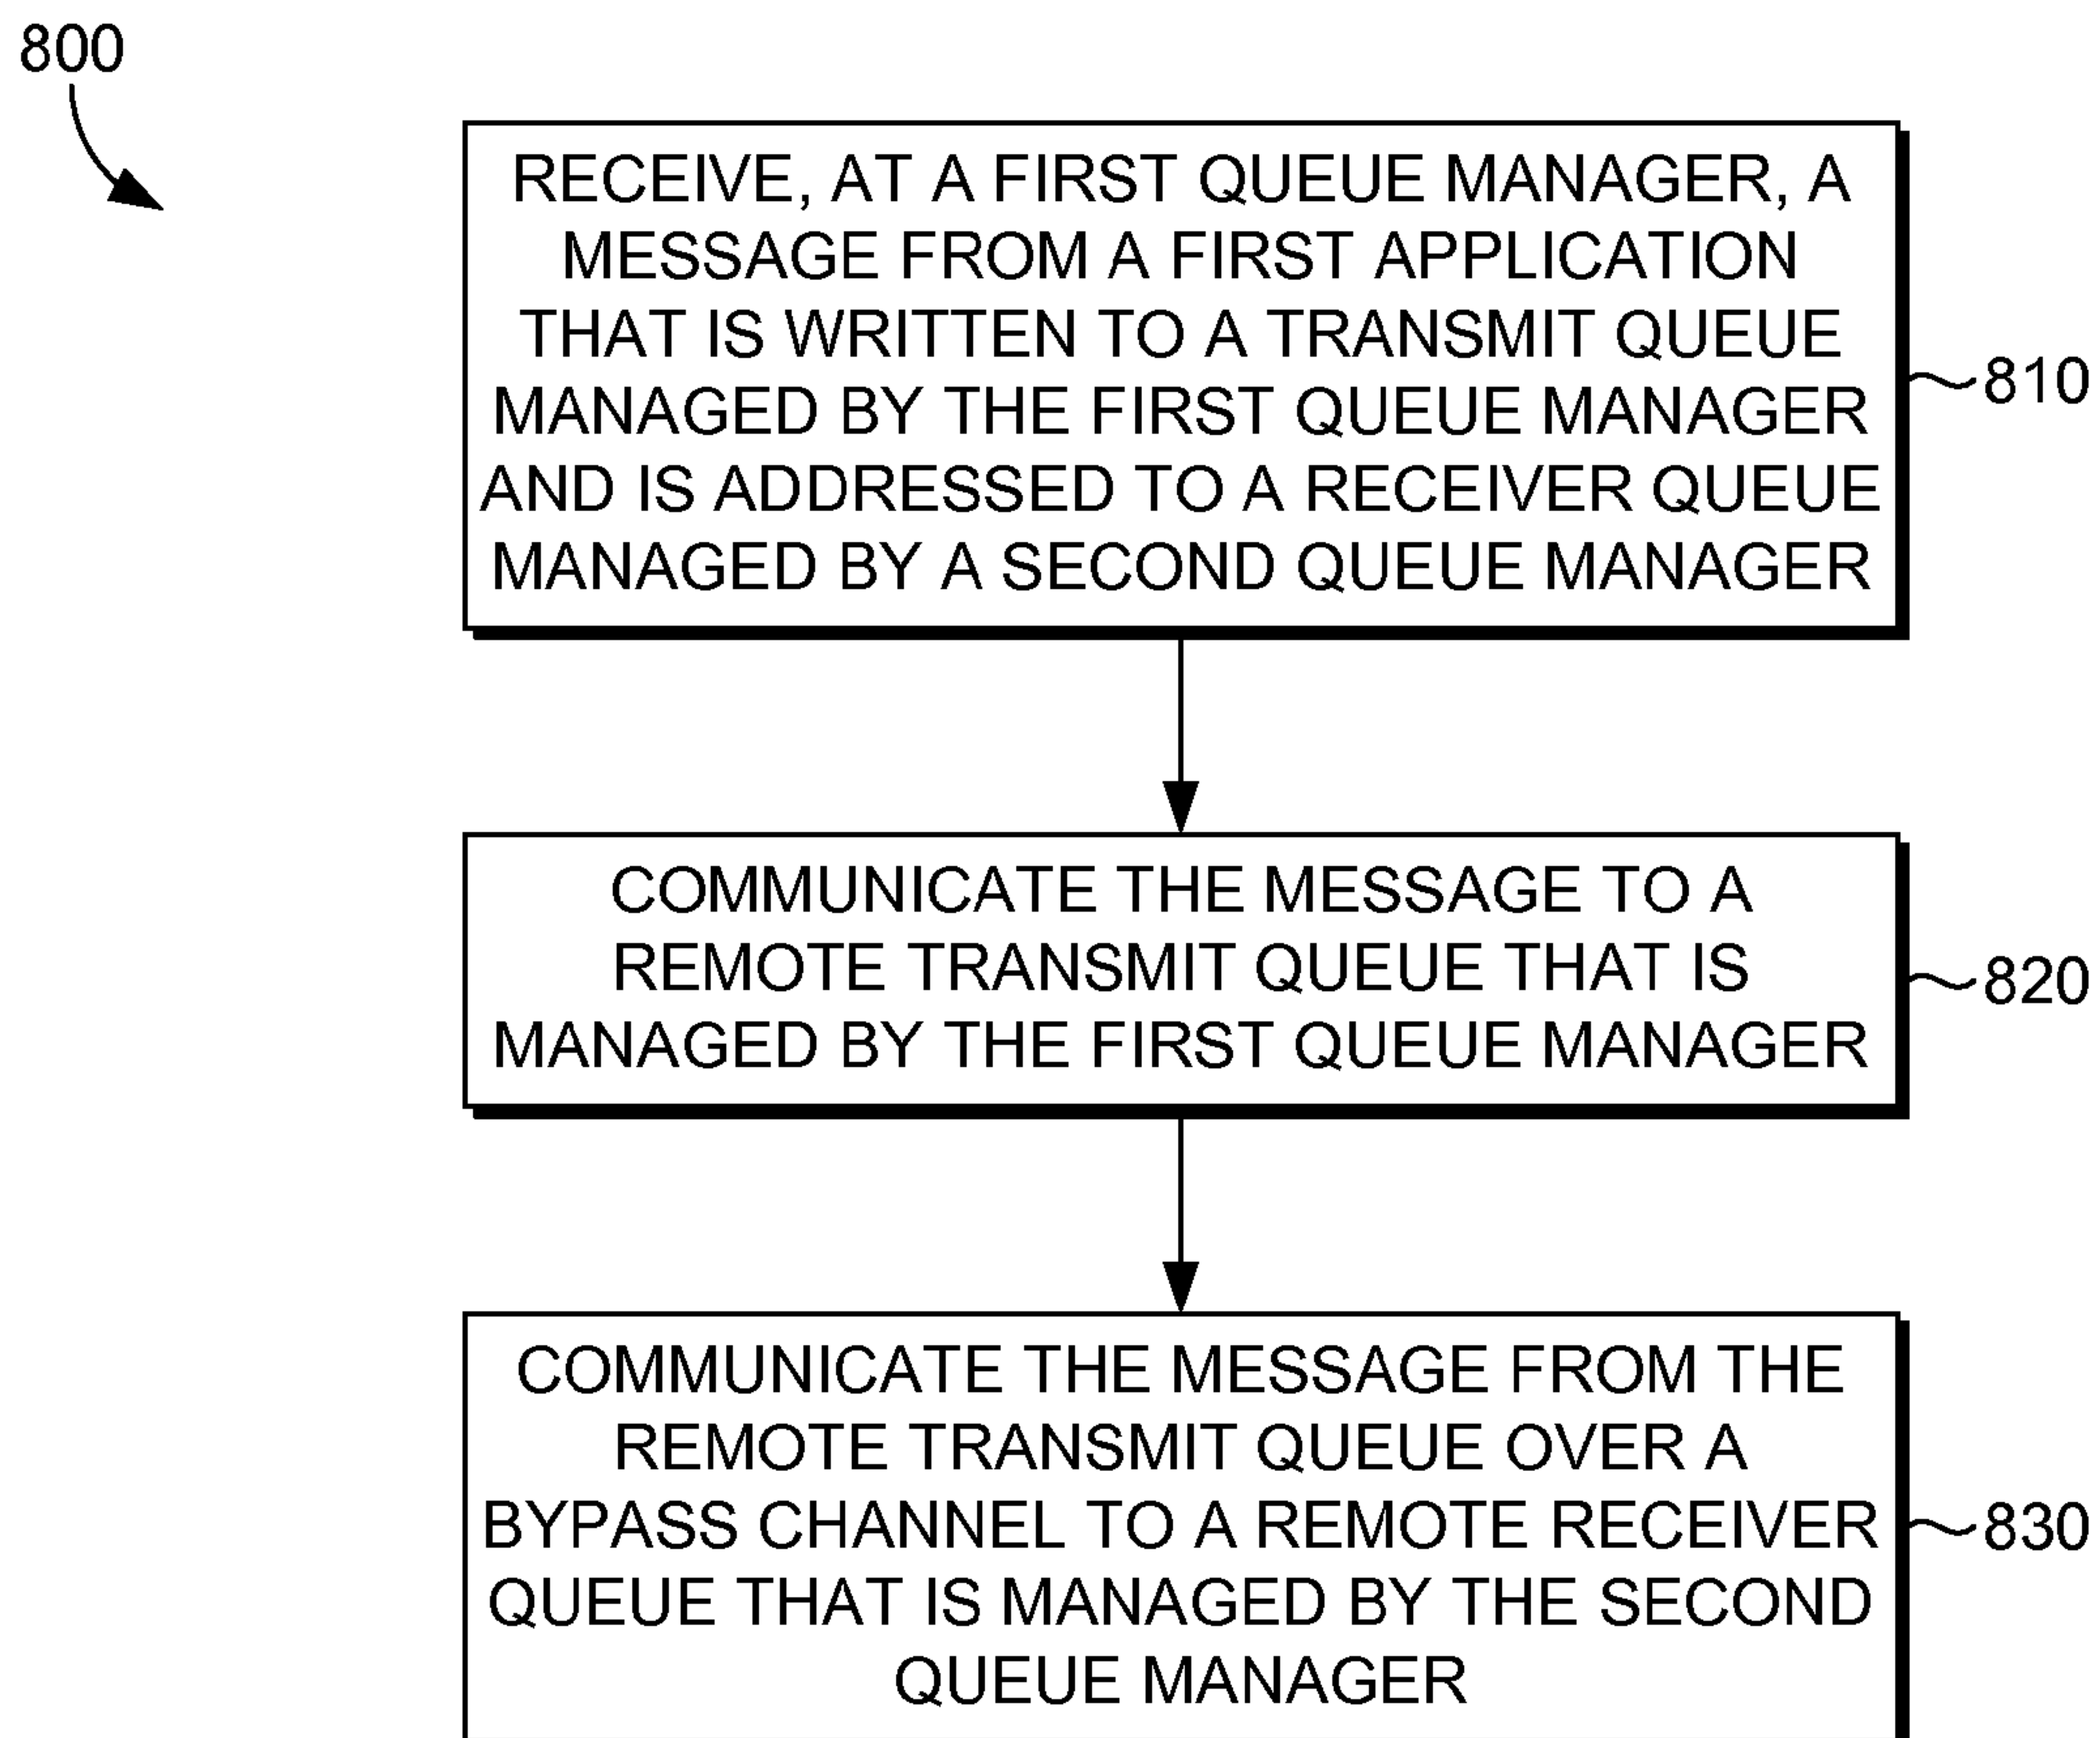 800
RECEIVE, AT A FIRST QUEUE MANAGER, A
MESSAGE FROM A FIRST APPLICATION
THAT IS WRITTEN TO A TRANSMIT QUEUE
MANAGED BY THE FIRST QUEUE MANAGER
AND IS ADDRESSED TO A RECEIVER QUEUE
MANAGED BY A SECOND QUEUE MANAGER
810
COMMUNICATE THE MESSAGE TO A
REMOTE TRANSMIT QUEUE THAT IS
MANAGED BY THE FIRST QUEUE MANAGER
820
COMMUNICATE THE MESSAGE FROM THE
REMOTE TRANSMIT QUEUE OVER A
BYPASS CHANNEL TO A REMOTE RECEIVER
QUEUE THAT IS MANAGED BY THE SECOND
QUEUE MANAGER
830